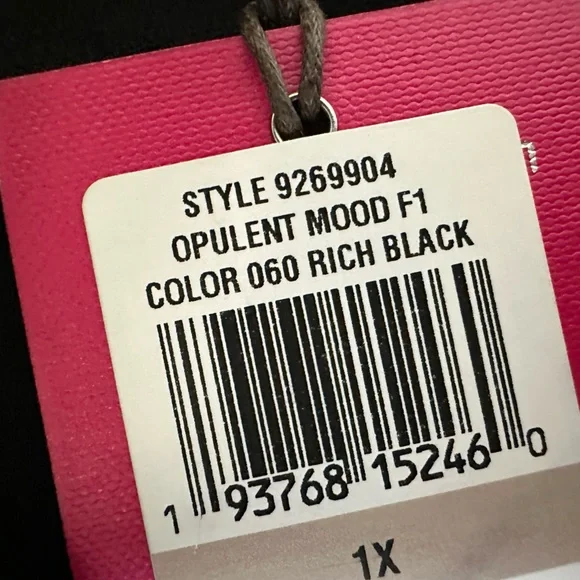 STYLE 9269904
OPULENT MOOD F1
COLOR 060 RICH BLACK
1 93768 15246 0
1X